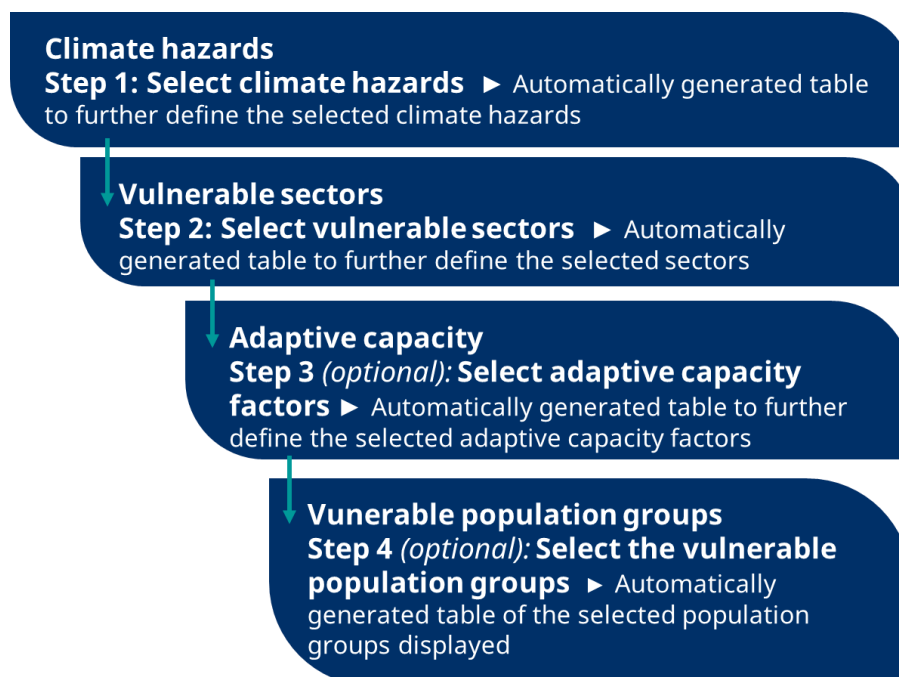 Climate hazards
Step 1: Select climate hazards ► Automatically generated table
to further define the selected climate hazards
Vulnerable sectors
Step 2: Select vulnerable sectors ► Automatically
generated table to further define the selected sectors
Adaptive capacity
Step 3 (optional): Select adaptive capacity
factors ► Automatically generated table to further
define the selected adaptive capacity factors
Vunerable population groups
Step 4 (optional): Select the vulnerable
population groups ► Automatically
generated table of the selected population
groups displayed